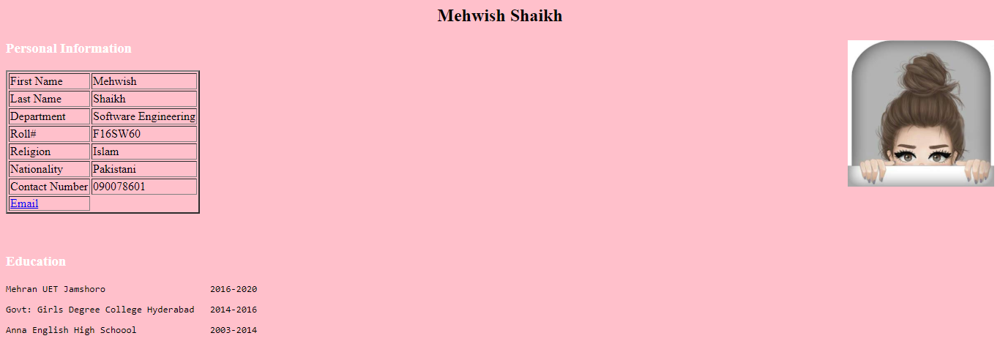 Mehwish Shaikh
Personal Information
First Name Mehwish
Last Name Shaikh
Department Software Engineering
Roll# F16SW60
Religion Islam
Nationality Pakistani
Contact Number 090078601
Email
Education
Mehran UET Jamshoro 2016-2020
Govt: Girls Degree College Hyderabad 2014-2016
Anna English High Schoool 2003-2014